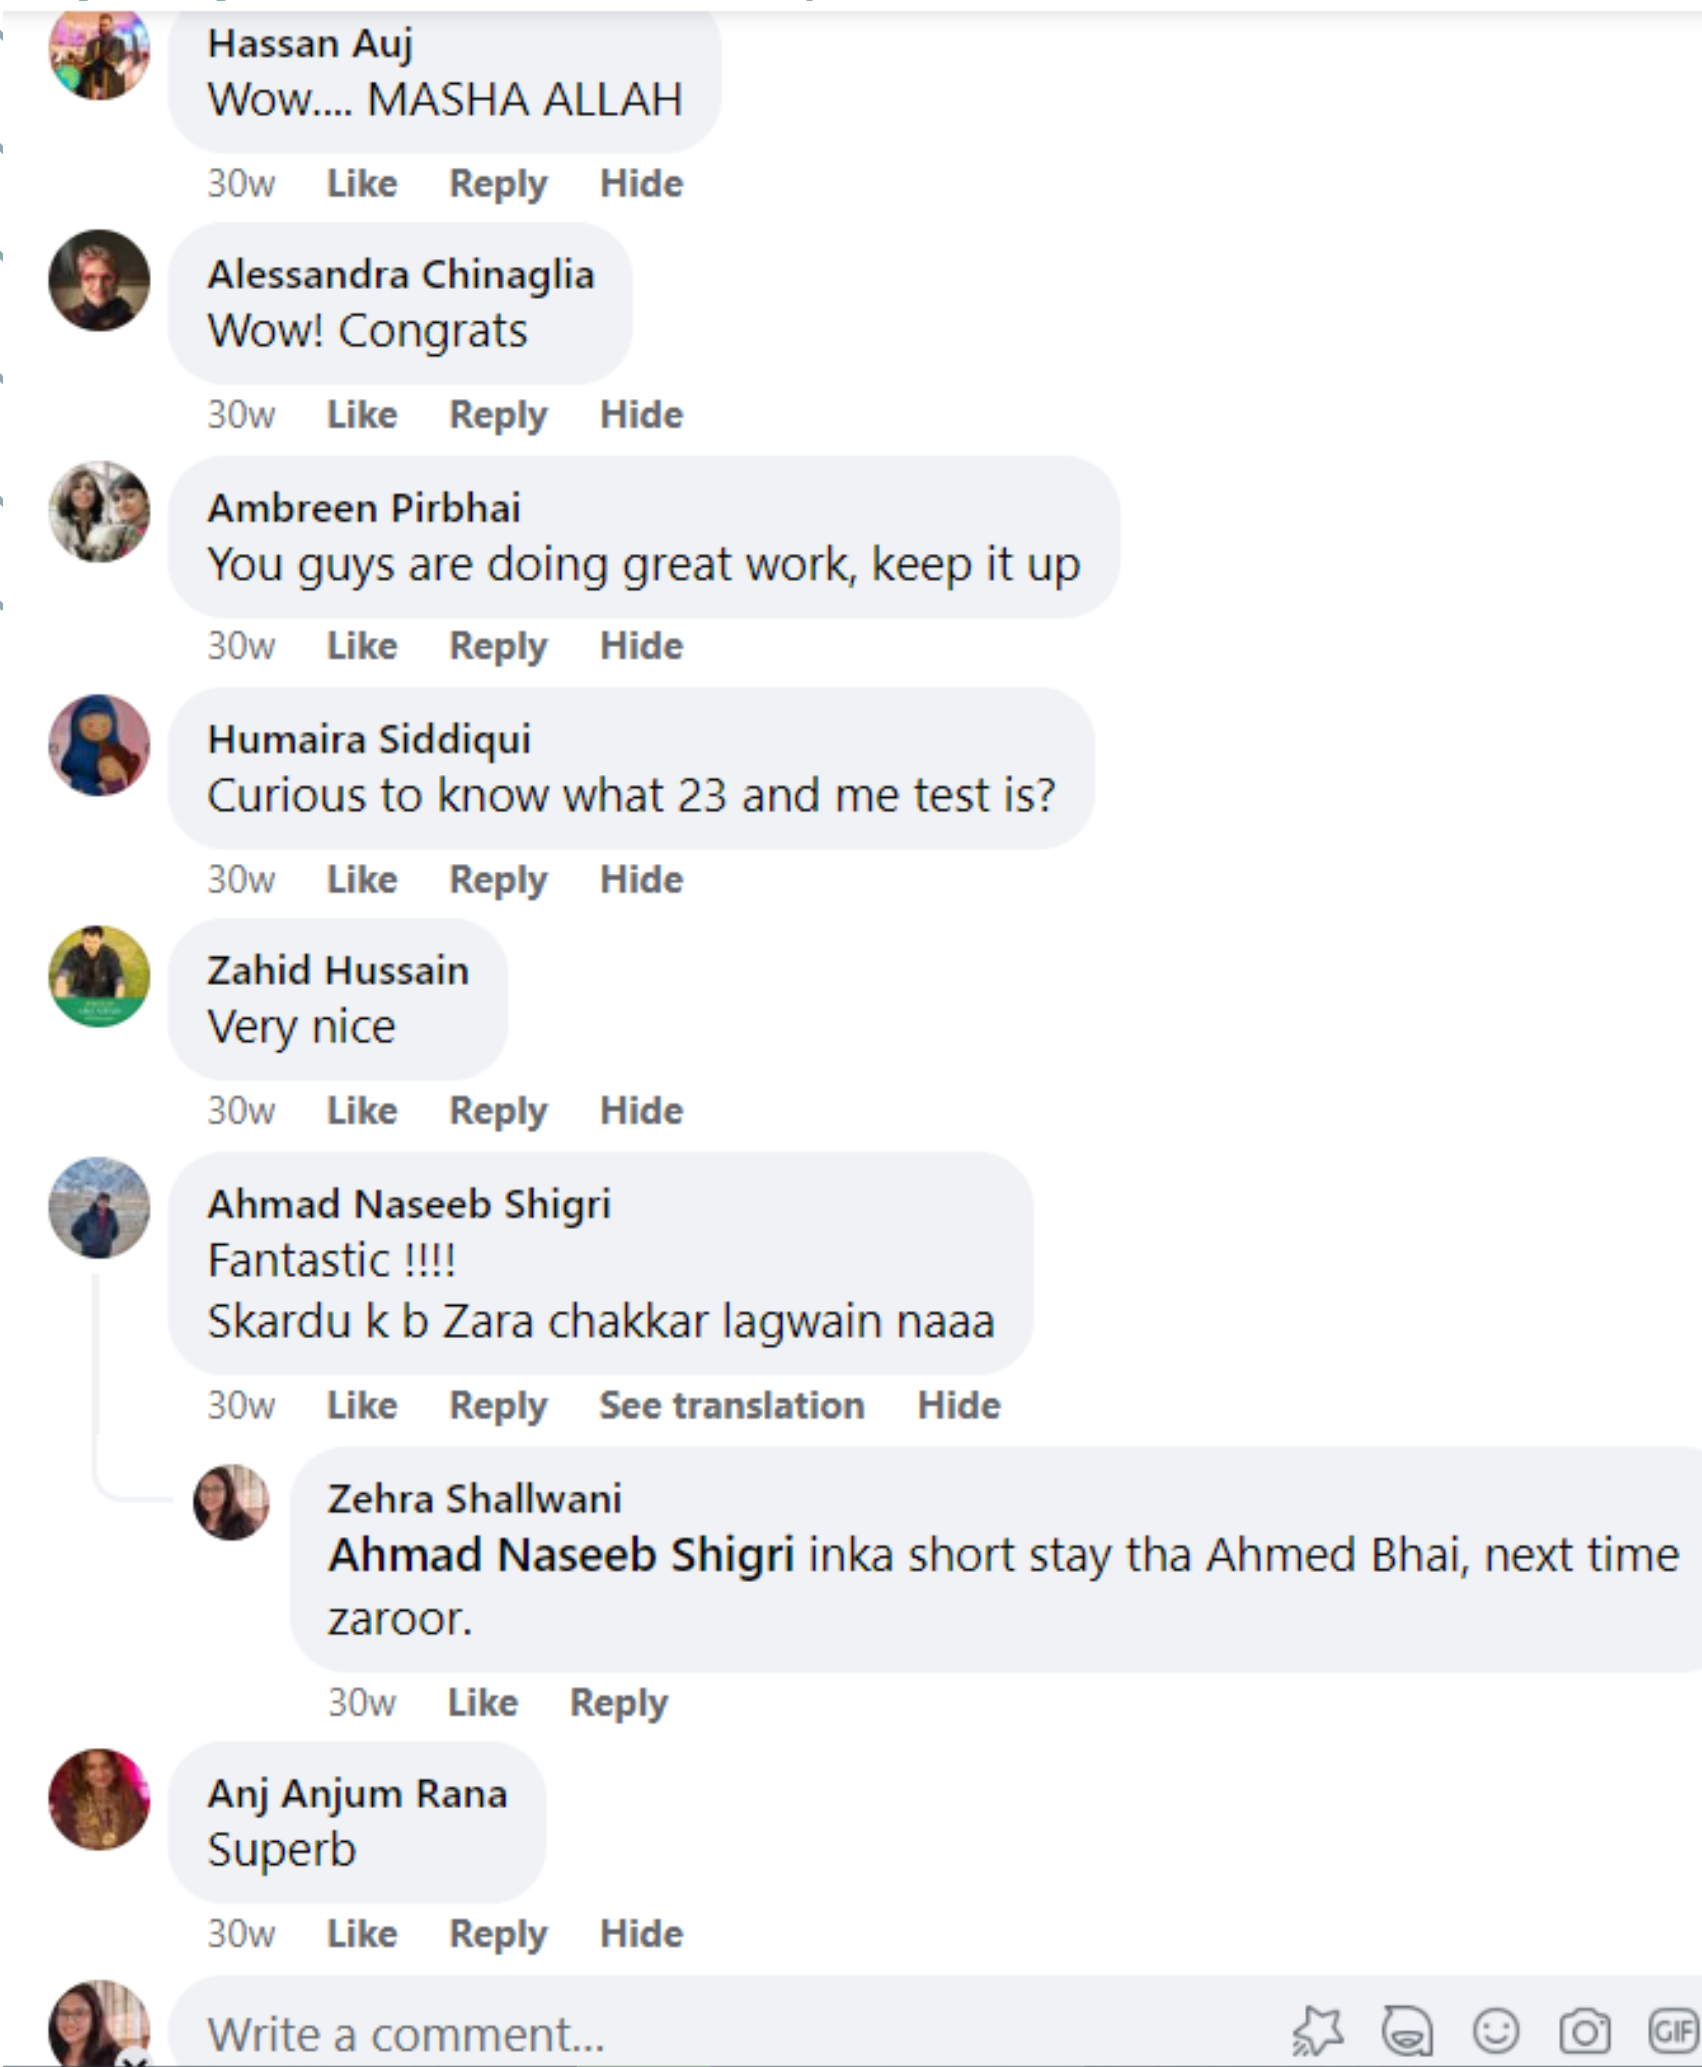 Hassan Auj
Wow.... MASHA ALLAH
30w Like Reply Hide
Alessandra Chinaglia
Wow! Congrats
30w Like Reply Hide
Ambreen Pirbhai
You guys are doing great work, keep it up
30w Like Reply Hide
Humaira Siddiqui
Curious to know what 23 and me test is?
30w Like Reply Hide
Zahid Hussain
Very nice
30w Like Reply Hide
Ahmad Naseeb Shigri
Fantastic !!!!
Skardu k b Zara chakkar lagwain naaa
30w Like Reply See translation Hide
Zehra Shallwani
Ahmad Naseeb Shigri inka short stay tha Ahmed Bhai, next time
zaroor.
30w Like Reply
Anj Anjum Rana
Superb
30w Like Reply Hide
Write a comment...
GIF